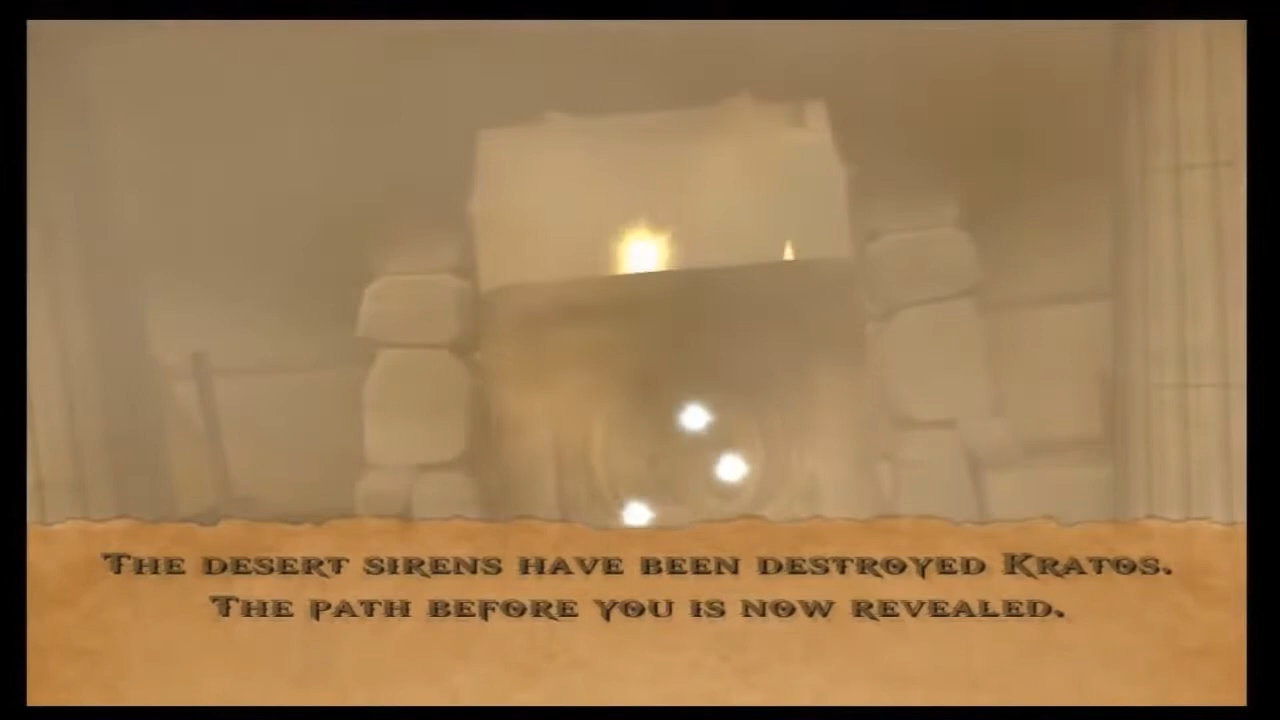 The desert sirens have been destroyed Kratos.
The path before you is now revealed.